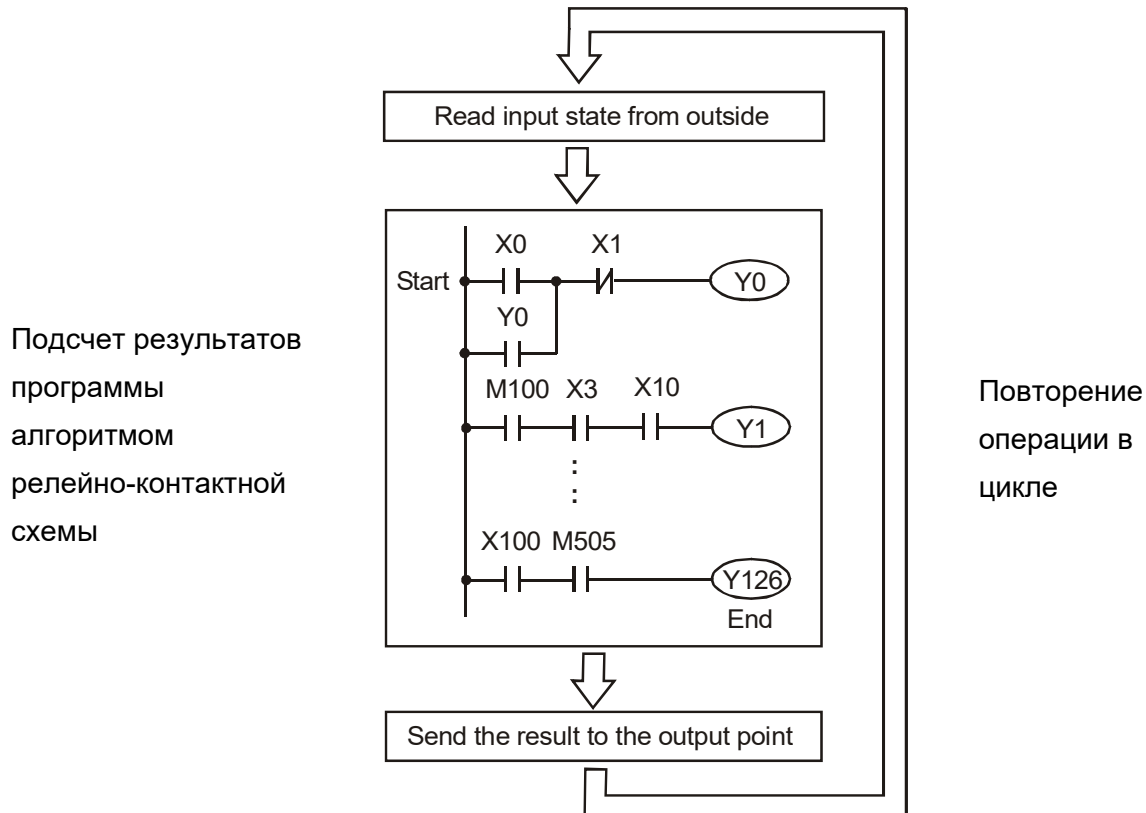 Read input state from outside
X0 X1
Start Y0
Y0
M100 X3 X10
Y1
:
:
X100 M505
Y126
End
Send the result to the output point
Подсчет результатов
программы
алгоритмом
релейно-контактной
схемы
Повторение
операции в
цикле